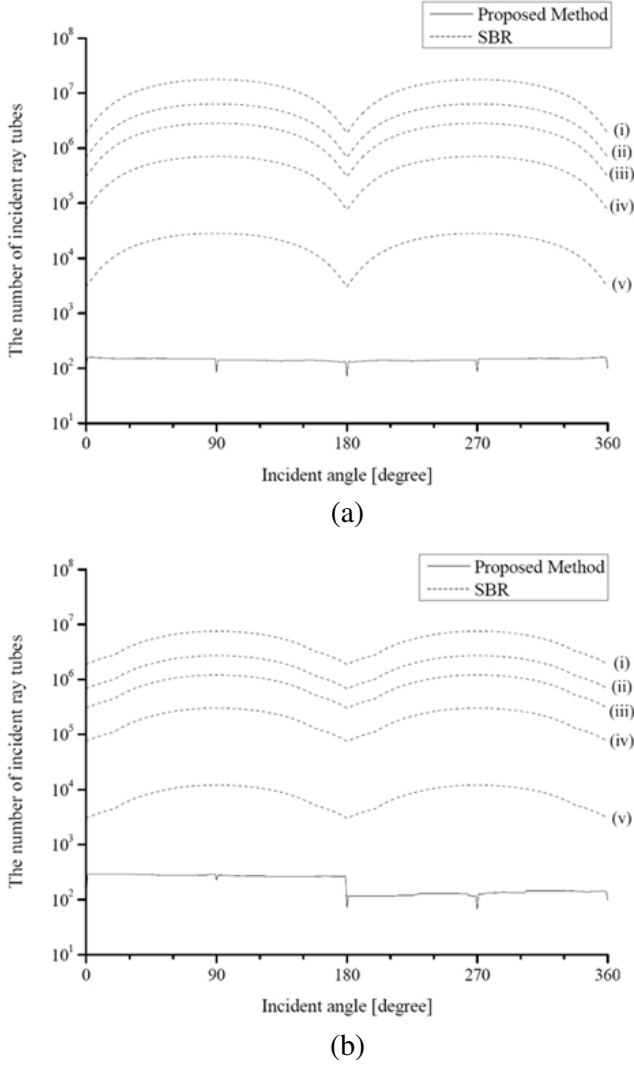 Proposed Method
SBR
10^8
10^7
10^6
10^5
10^4
10^3
10^2
10^1
The number of incident ray tubes
(i)
(ii)
(iii)
(iv)
(v)
0 90 180 270 360
Incident angle [degree]
(a)
Proposed Method
SBR
10^8
10^7
10^6
10^5
10^4
10^3
10^2
10^1
The number of incident ray tubes
(i)
(ii)
(iii)
(iv)
(v)
0 90 180 270 360
Incident angle [degree]
(b)